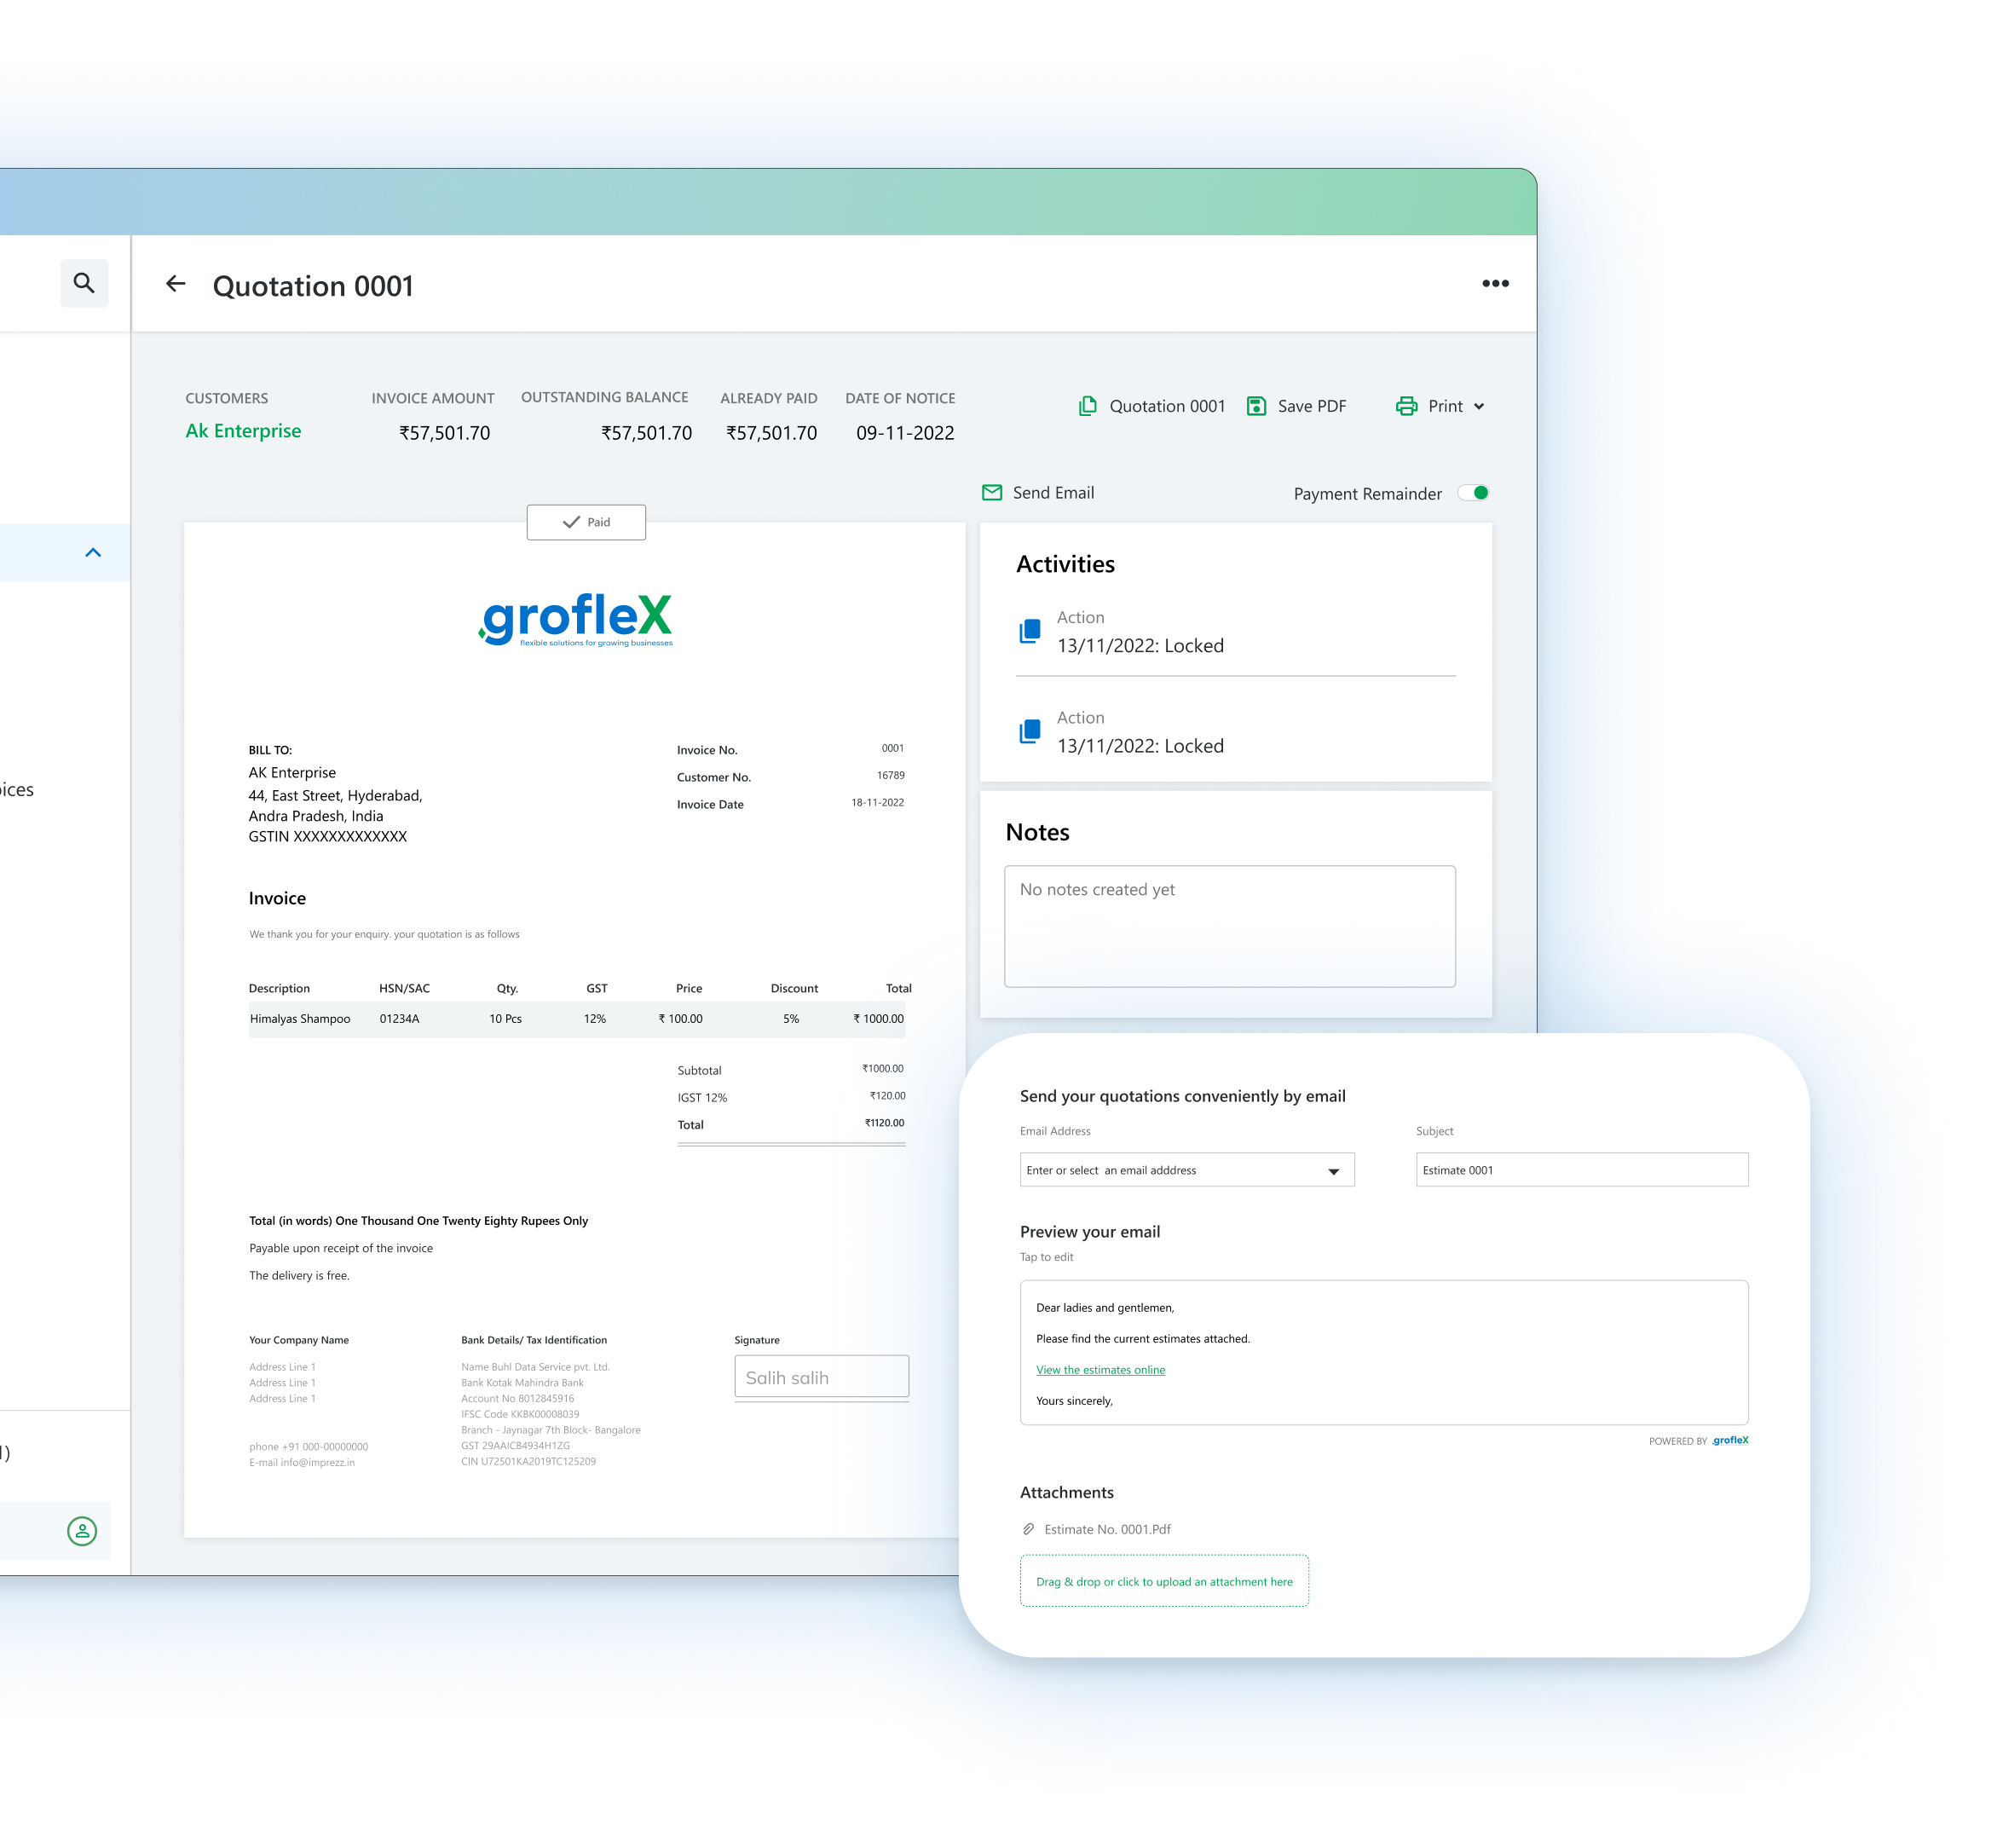 Quotation 0001
CUSTOMERS
Ak Enterprise
INVOICE AMOUNT
₹57,501.70
OUTSTANDING BALANCE
₹57,501.70
ALREADY PAID
₹57,501.70
DATE OF NOTICE
09-11-2022
Quotation 0001
Save PDF
Print
Send Email
Payment Remainder
Paid
groflex
flexible solutions for growing businesses
BILL TO:
AK Enterprise
44, East Street, Hyderabad,
Andra Pradesh, India
GSTIN XXXXXXXXXXXXX
Invoice No. 0001
Customer No. 16789
Invoice Date 18-11-2022
Invoice
We thank you for your enquiry. your quotation is as follows
Description HSN/SAC Qty. GST Price Discount Total
Himalyas Shampoo 01234A 10 Pcs 12% ₹ 100.00 5% ₹ 1000.00
Subtotal ₹1000.00
IGST 12% ₹120.00
Total ₹1120.00
Total (in words) One Thousand One Twenty Eighty Rupees Only
Payable upon receipt of the invoice
The delivery is free.
Your Company Name
Address Line 1
Address Line 1
Address Line 1
phone +91 000-00000000
E-mail info@imprezz.in
Bank Details/ Tax Identification
Name Buhl Data Service pvt. Ltd.
Bank Kotak Mahindra Bank
Account No 8012845916
IFSC Code KKBK00008039
Branch - Jaynagar 7th Block- Bangalore
GST 29AAICB4934H1ZG
CIN U72501KA2019TC125209
Signature
Salih salih
Activities
Action
13/11/2022: Locked
Action
13/11/2022: Locked
Notes
No notes created yet
Send your quotations conveniently by email
Email Address
Enter or select an email adddress
Subject
Estimate 0001
Preview your email
Tap to edit
Dear ladies and gentlemen,
Please find the current estimates attached.
View the estimates online
Yours sincerely,
POWERED BY .groflex
Attachments
Estimate No. 0001.Pdf
Drag & drop or click to upload an attachment here